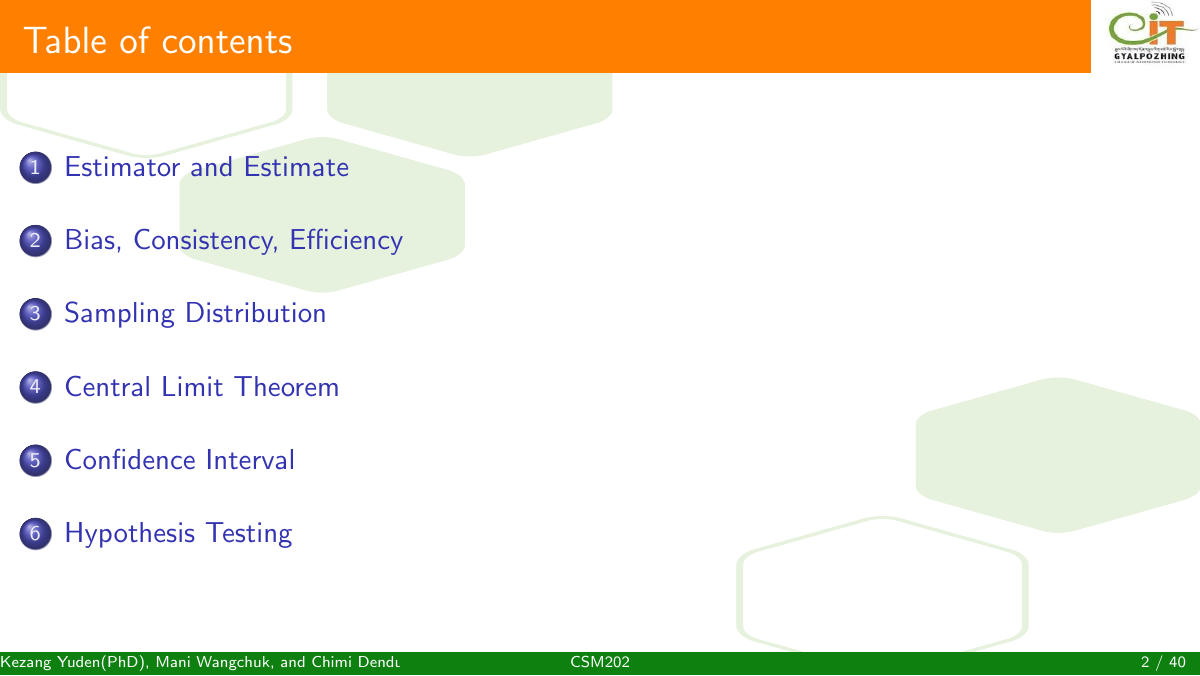 Table of contents
CiT
GYALPOZHING
1 Estimator and Estimate
2 Bias, Consistency, Efficiency
3 Sampling Distribution
4 Central Limit Theorem
5 Confidence Interval
6 Hypothesis Testing
Kezang Yuden(PhD), Mani Wangchuk, and Chimi Dendu
CSM202
2 / 40